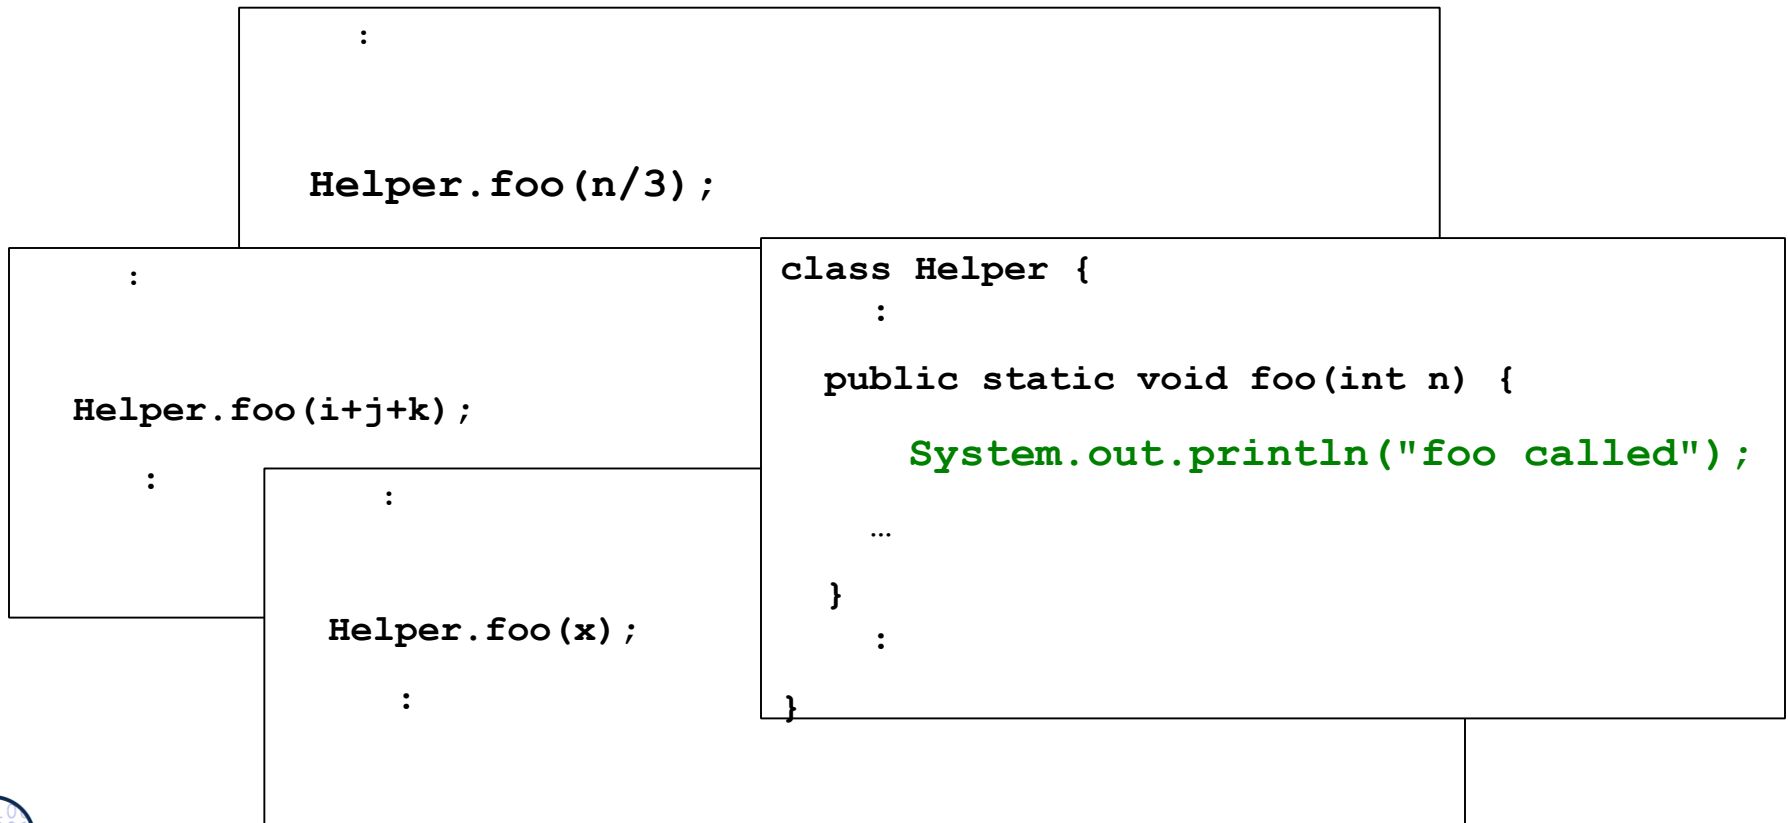 :
Helper.foo(n/3);
:
Helper.foo(i+j+k);
:
:
Helper.foo(x);
:
class Helper {
:
public static void foo(int n) {
System.out.println("foo called");
…
}
:
}